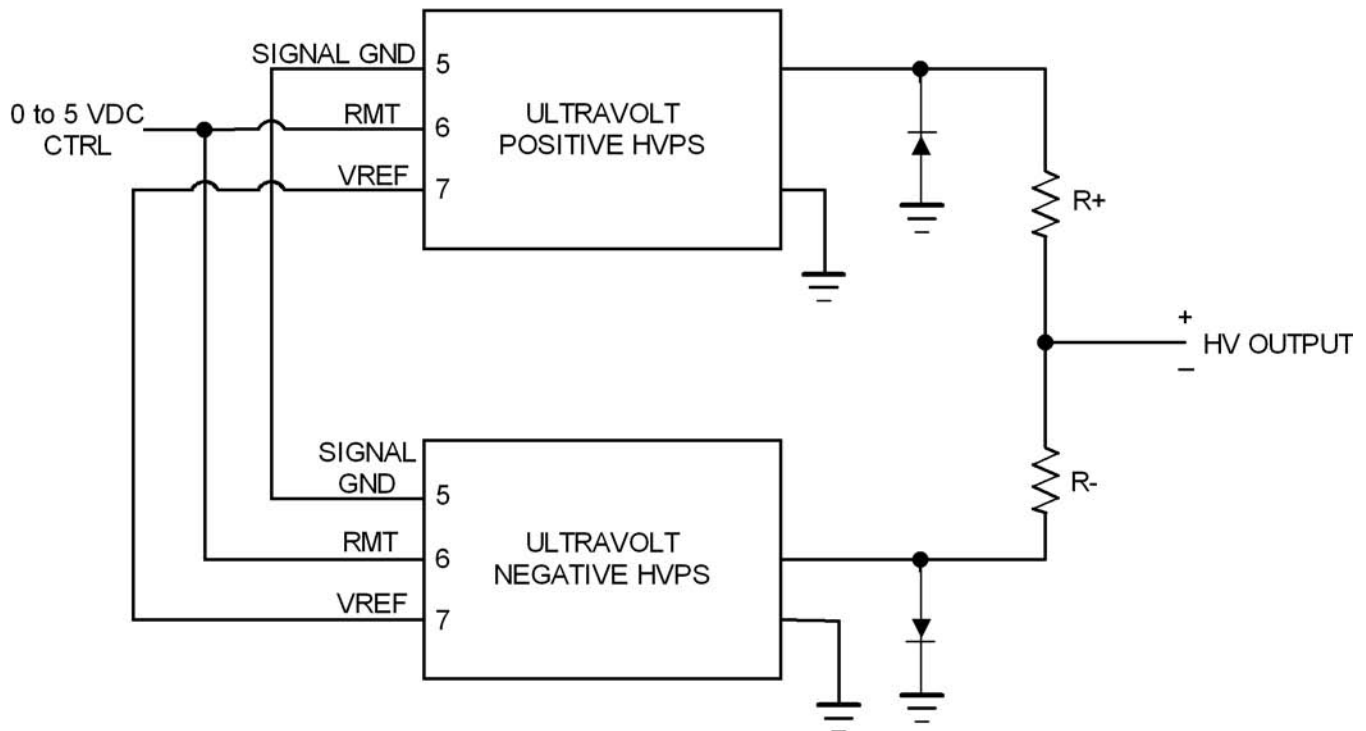 SIGNAL GND
5
0 to 5 VDC
CTRL
RMT
6
VREF
7
ULTRAVOLT
POSITIVE HVPS
R+
+
HV OUTPUT
–
SIGNAL
GND
5
RMT
6
VREF
7
ULTRAVOLT
NEGATIVE HVPS
R-